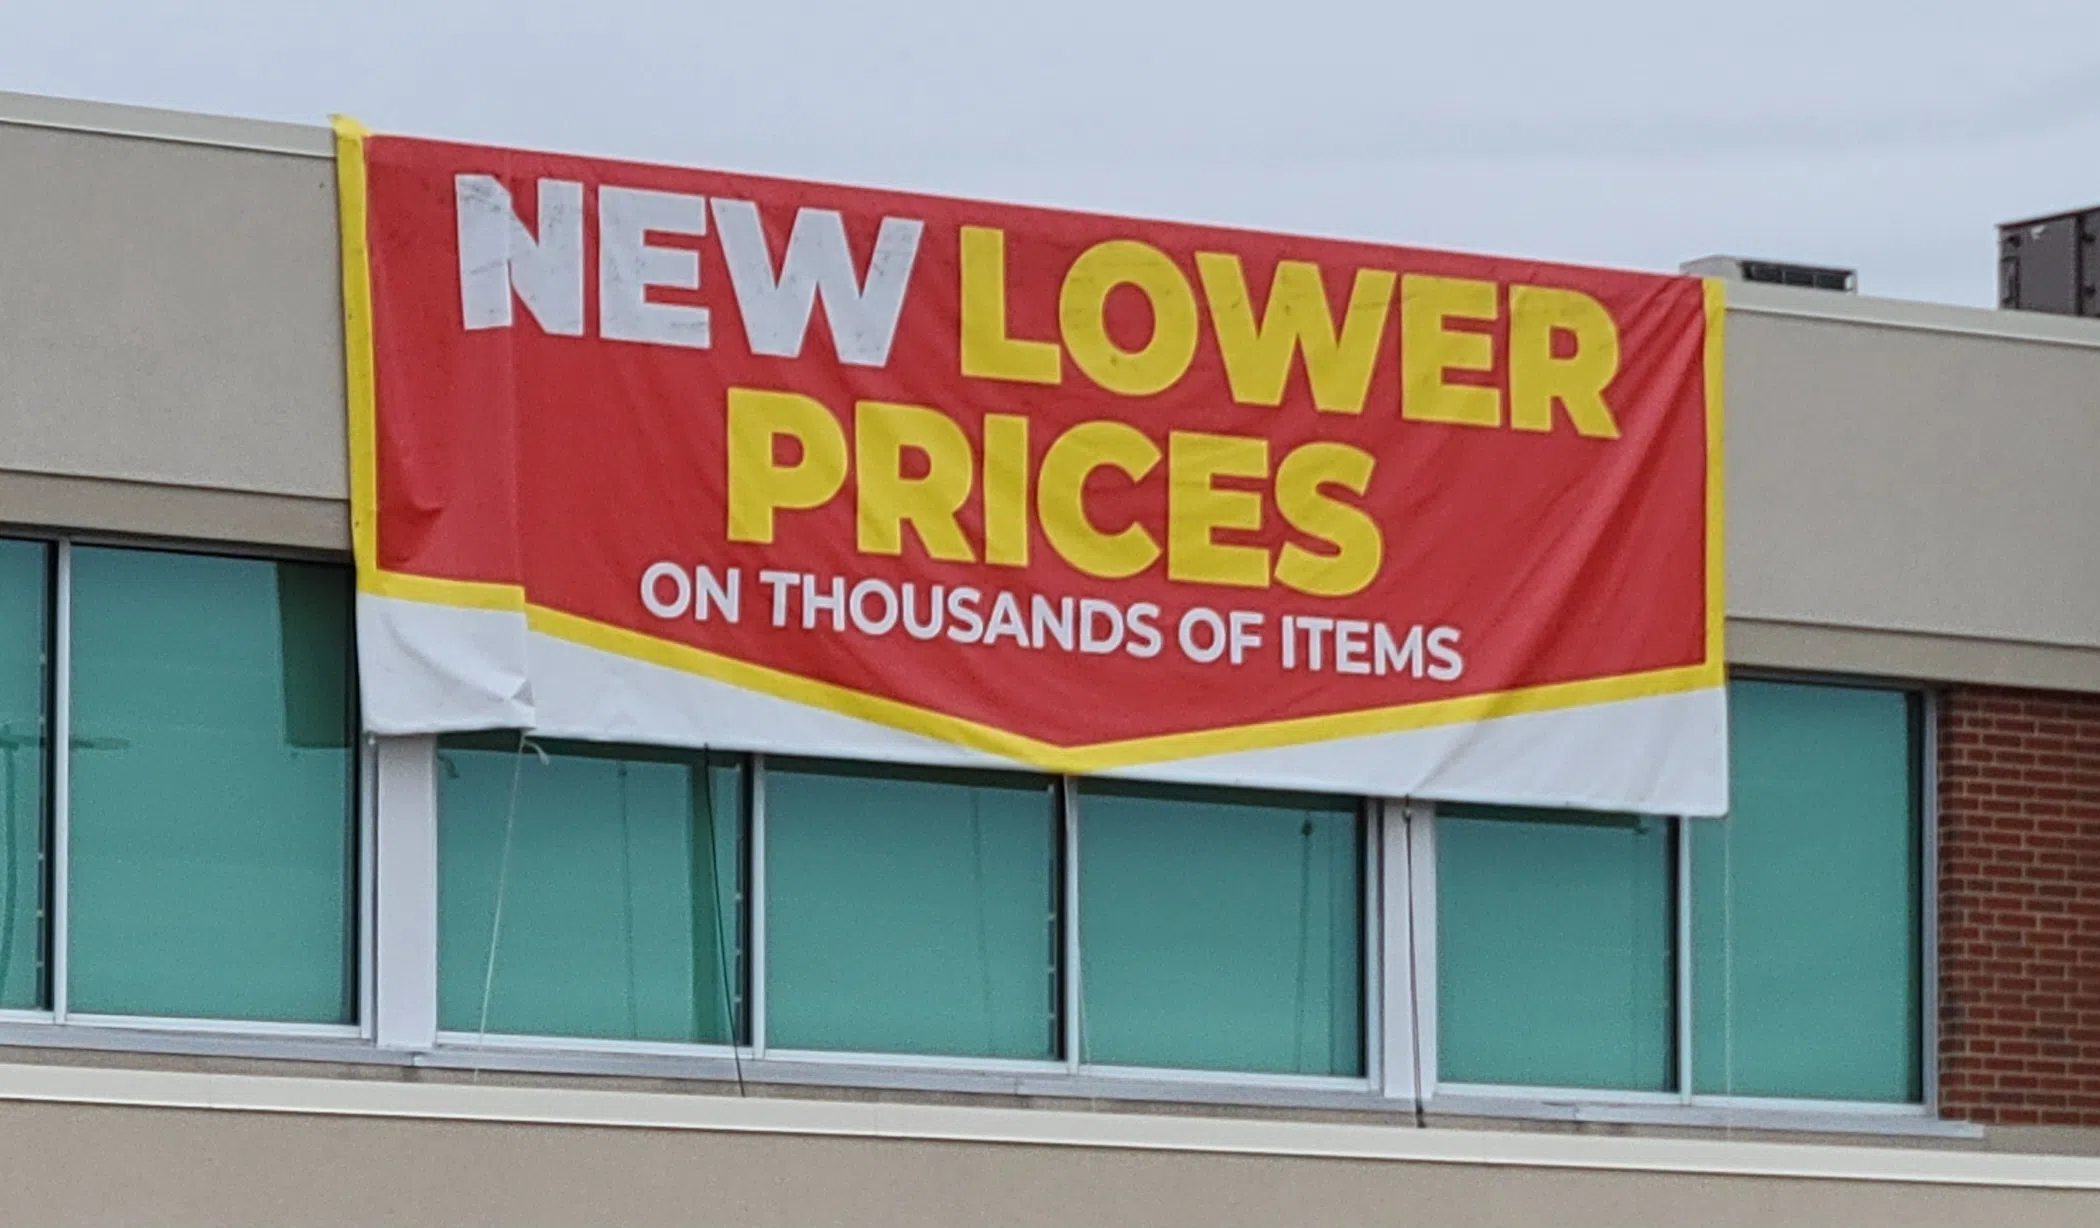 NEW LOWER
PRICES
ON THOUSANDS OF ITEMS